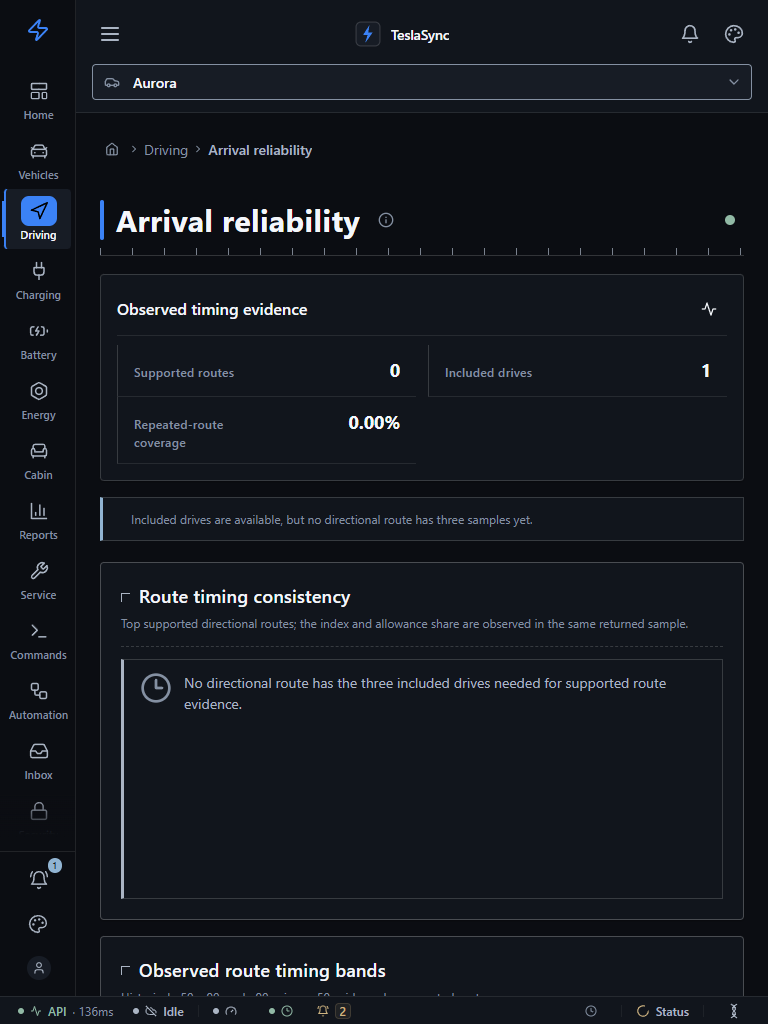 TeslaSync
Aurora
Home
Vehicles
Driving
Charging
Battery
Energy
Cabin
Reports
Service
Commands
Automation
Inbox
1
Driving
Arrival reliability
Arrival reliability
Observed timing evidence
Supported routes
0
Included drives
1
Repeated-route
coverage
0.00%
Included drives are available, but no directional route has three samples yet.
Route timing consistency
Top supported directional routes; the index and allowance share are observed in the same returned sample.
No directional route has the three included drives needed for supported route
evidence.
Observed route timing bands
API · 136ms
Idle
2
Status